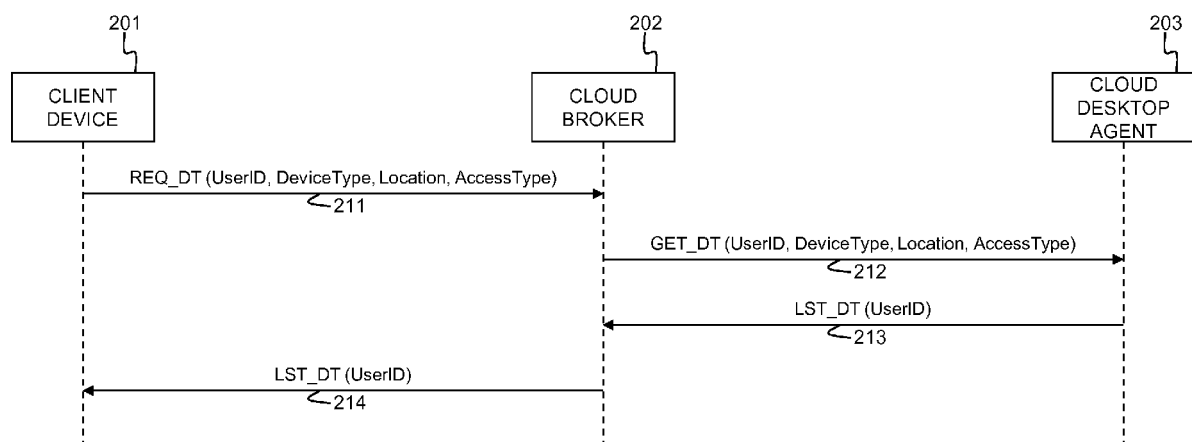 201
202
203
CLIENT
DEVICE
CLOUD
BROKER
CLOUD
DESKTOP
AGENT
REQ_DT (UserID, DeviceType, Location, AccessType)
211
GET_DT (UserID, DeviceType, Location, AccessType)
212
LST_DT (UserID)
213
LST_DT (UserID)
214